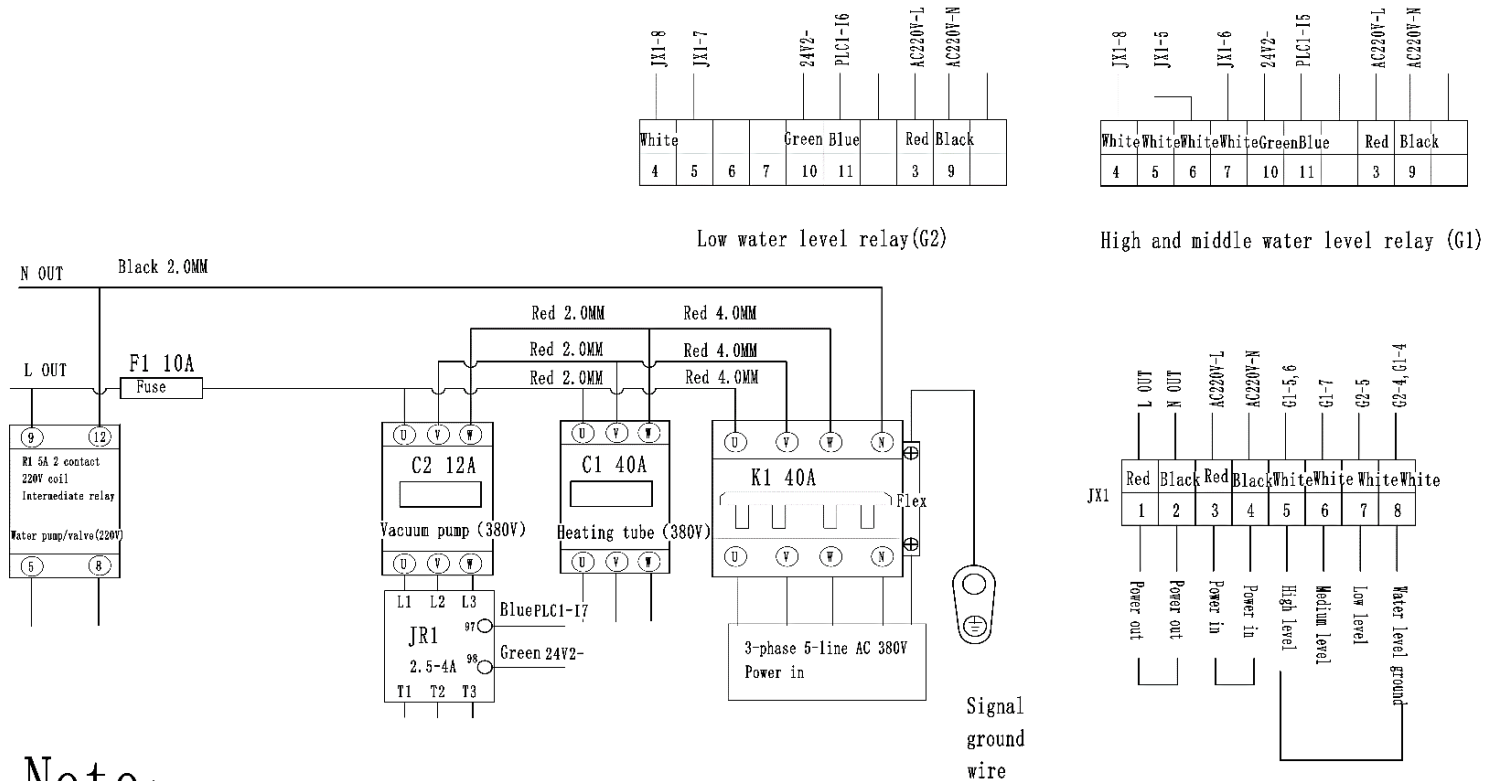 JX1-8
JX1-7
24V2-
PLC1-I6
AC220V-L
AC220V-N
White Green Blue Red Black
4 5 6 7 10 11 3 9
Low water level relay(G2)
JX1-8
JX1-5
JX1-6
24V2-
PLC1-I5
AC220V-L
AC220V-N
White White White White Green Blue Red Black
4 5 6 7 10 11 3 9
High and middle water level relay (G1)
N OUT
Black 2.0MM
Red 2.0MM Red 4.0MM
Red 2.0MM Red 4.0MM
Red 2.0MM Red 4.0MM
L OUT
F1 10A
Fuse
9 12
R1 5A 2 contact
220V coil
Intermediate relay
Water pump/valve(220V)
5 8
U V W
C2 12A
Vacuum pump (380V)
U V W
U V W
C1 40A
Heating tube (380V)
U V W
U V W N
K1 40A
Flex
U V W N
L1 L2 L3
JR1
2.5-4A
97
98
T1 T2 T3
BluePLC1-I7
Green 24V2-
3-phase 5-line AC 380V
Power in
Signal
ground
wire
L OUT
N OUT
AC220V-L
AC220V-N
G1-5,6
G1-7
G2-5
G2-4,G1-4
JX1
Red Black Red Black White White White White
1 2 3 4 5 6 7 8
Power out
Power out
Power in
Power in
High level
Medium level
Low level
Water level ground